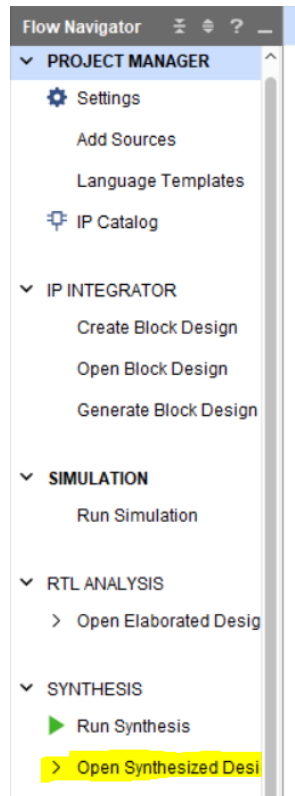 Flow Navigator ?
PROJECT MANAGER
Settings
Add Sources
Language Templates
IP Catalog
IP INTEGRATOR
Create Block Design
Open Block Design
Generate Block Design
SIMULATION
Run Simulation
RTL ANALYSIS
Open Elaborated Desig
SYNTHESIS
Run Synthesis
Open Synthesized Desi